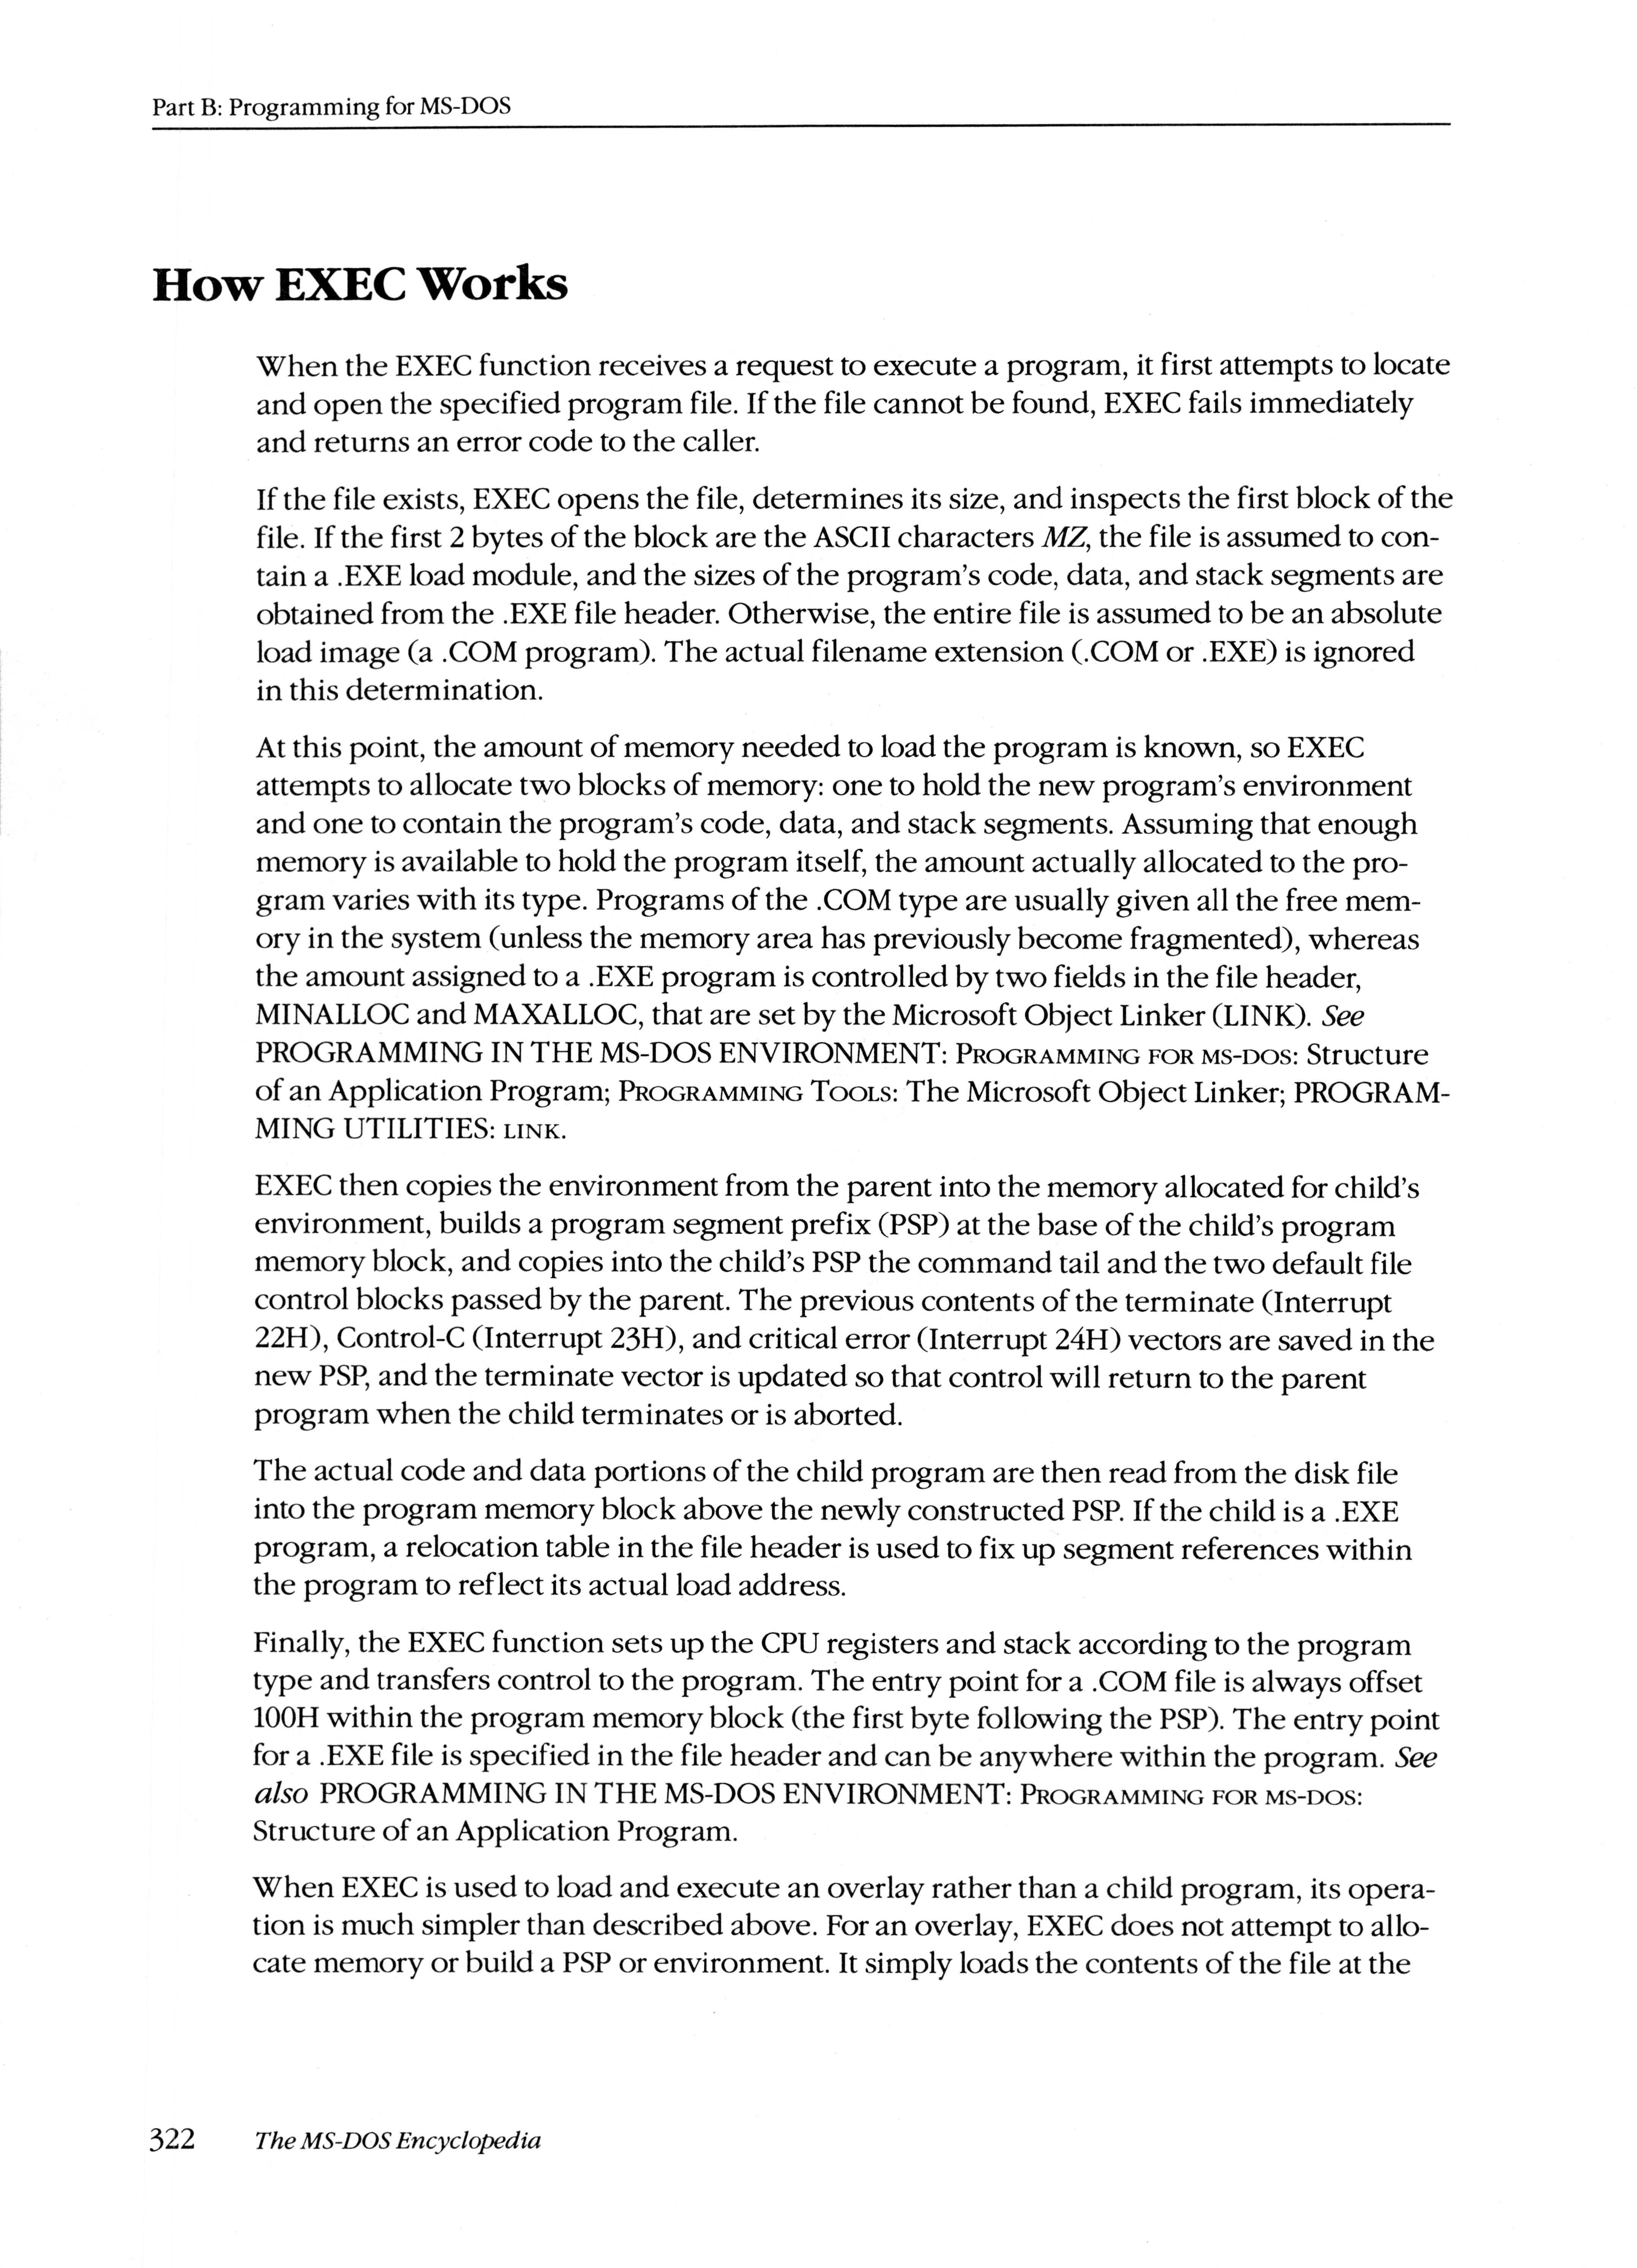 Part B: Programming for MS-DOS
How EXEC Works
When the EXEC function receives a request to execute a program, it first attempts to locate
and open the specified program file. If the file cannot be found, EXEC fails immediately
and returns an error code to the caller.
If the file exists, EXEC opens the file, determines its size, and inspects the first block of the
file. If the first 2 bytes of the block are the ASCII characters MZ, the file is assumed to con-
tain a .EXE load module, and the sizes of the program's code, data, and stack segments are
obtained from the .EXE file header. Otherwise, the entire file is assumed to be an absolute
load image (a .COM program). The actual filename extension (.COM or .EXE) is ignored
in this determination.
At this point, the amount of memory needed to load the program is known, so EXEC
attempts to allocate two blocks of memory: one to hold the new program's environment
and one to contain the program's code, data, and stack segments. Assuming that enough
memory is available to hold the program itself, the amount actually allocated to the pro-
gram varies with its type. Programs of the .COM type are usually given all the free mem-
ory in the system (unless the memory area has previously become fragmented), whereas
the amount assigned to a .EXE program is controlled by two fields in the file header,
MINALLOC and MAXALLOC, that are set by the Microsoft Object Linker (LINK). See
PROGRAMMING IN THE MS-DOS ENVIRONMENT: PROGRAMMING FOR MS-DOS: Structure
of an Application Program; PROGRAMMING TOOLS: The Microsoft Object Linker; PROGRAM-
MING UTILITIES: LINK.
EXEC then copies the environment from the parent into the memory allocated for child's
environment, builds a program segment prefix (PSP) at the base of the child's program
memory block, and copies into the child's PSP the command tail and the two default file
control blocks passed by the parent. The previous contents of the terminate (Interrupt
22H), Control-C (Interrupt 23H), and critical error (Interrupt 24H) vectors are saved in the
new PSP, and the terminate vector is updated so that control will return to the parent
program when the child terminates or is aborted.
The actual code and data portions of the child program are then read from the disk file
into the program memory block above the newly constructed PSP. If the child is a .EXE
program, a relocation table in the file header is used to fix up segment references within
the program to reflect its actual load address.
Finally, the EXEC function sets up the CPU registers and stack according to the program
type and transfers control to the program. The entry point for a .COM file is always offset
100H within the program memory block (the first byte following the PSP). The entry point
for a .EXE file is specified in the file header and can be anywhere within the program. See
also PROGRAMMING IN THE MS-DOS ENVIRONMENT: PROGRAMMING FOR MS-DOS:
Structure of an Application Program.
When EXEC is used to load and execute an overlay rather than a child program, its opera-
tion is much simpler than described above. For an overlay, EXEC does not attempt to allo-
cate memory or build a PSP or environment. It simply loads the contents of the file at the
322 The MS-DOS Encyclopedia